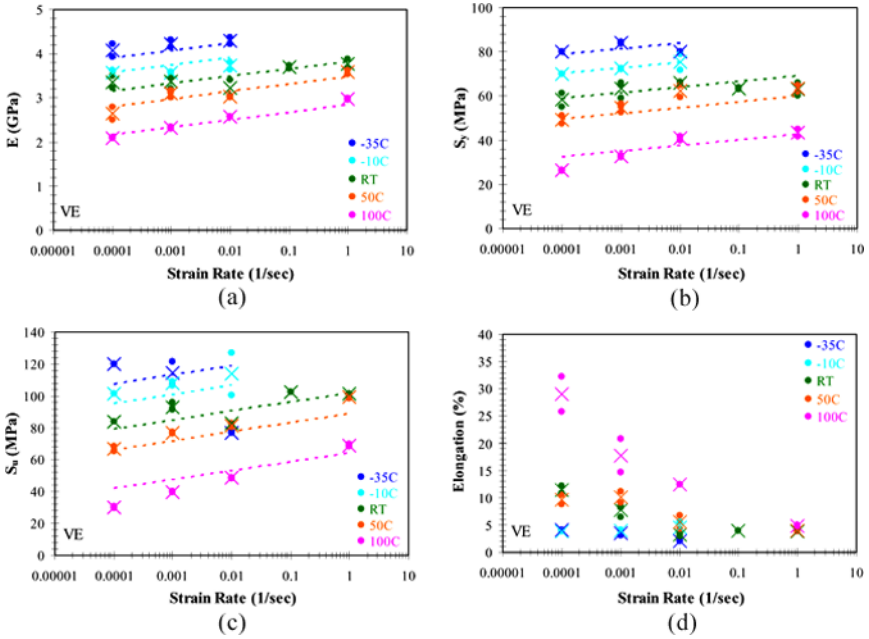 E (GPa)
5
4
3
2
1
0
-35C
-10C
RT
50C
100C
VE
0.00001 0.0001 0.001 0.01 0.1 1 10
Strain Rate (1/sec)
(a)
Sy (MPa)
100
80
60
40
20
0
-35C
-10C
RT
50C
100C
VE
0.00001 0.0001 0.001 0.01 0.1 1 10
Strain Rate (1/sec)
(b)
Su (MPa)
140
120
100
80
60
40
20
0
-35C
-10C
RT
50C
100C
VE
0.00001 0.0001 0.001 0.01 0.1 1 10
Strain Rate (1/sec)
(c)
Elongation (%)
40
35
30
25
20
15
10
5
0
-35C
-10C
RT
50C
100C
VE
0.00001 0.0001 0.001 0.01 0.1 1 10
Strain Rate (1/sec)
(d)